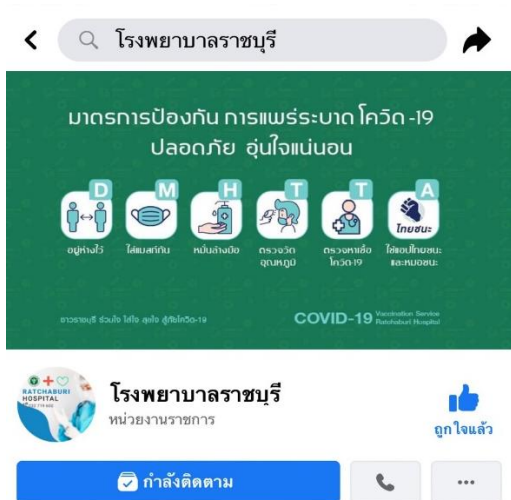 โรงพยาบาลราชบุรี
มาตรการป้องกัน การแพร่ระบาด โควิด -19
ปลอดภัย อุ่นใจแน่นอน
D M H T T A
ไทยชนะ
อยู่ห่างไว้ ใส่แมสก์กัน หมั่นล้างมือ ตรวจวัด ตรวจหาเชื้อ ใช้แอปไทยชนะ
อุณหภูมิ โควิด-19 และหมอชนะ
ชาวราชบุรี ร่วมใจ ใส่ใจ ลุยใจ สู้ภัยโควิด-19
COVID-19 Vaccination Service
Ratchaburi Hospital
RATCHABURI
HOSPITAL
โรงพยาบาลราชบุรี
หน่วยงานราชการ
ถูกใจแล้ว
กำลังติดตาม